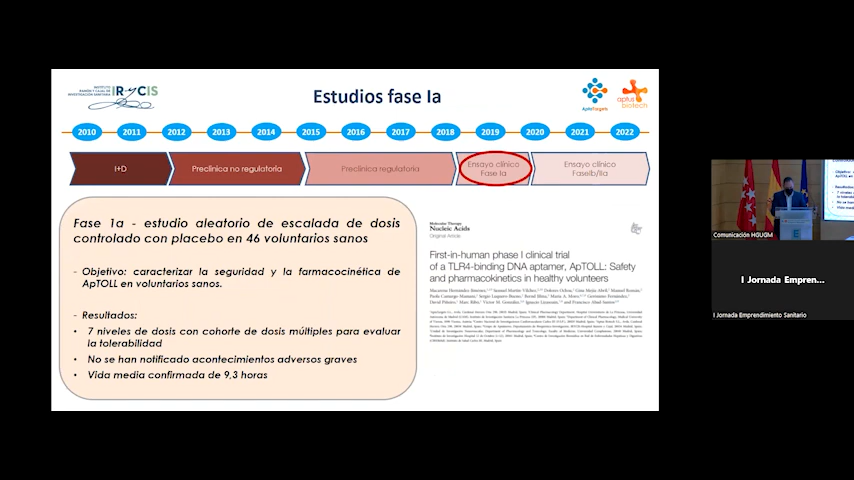 INSTITUTO
RAMÓN Y CAJAL DE
INVESTIGACIÓN SANITARIA
IRYCIS
Estudios fase Ia
ApTaTargets
aptus
biotech
2010 2011 2012 2013 2014 2015 2016 2017 2018 2019 2020 2021 2022
I+D
Preclínica no regulatoria
Preclínica regulatoria
Ensayo clínico
Fase Ia
Ensayo clínico
FaseIb/IIa
Fase 1a - estudio aleatorio de escalada de dosis
controlado con placebo en 46 voluntarios sanos
- Objetivo: caracterizar la seguridad y la farmacocinética de
ApTOLL en voluntarios sanos.
- Resultados:
• 7 niveles de dosis con cohorte de dosis múltiples para evaluar
la tolerabilidad
• No se han notificado acontecimientos adversos graves
• Vida media confirmada de 9,3 horas
Molecular Therapy
Nucleic Acids
Original Article
First-in-human phase I clinical trial
of a TLR4-binding DNA aptamer, ApTOLL: Safety
and pharmacokinetics in healthy volunteers
Comunicación HGUGM
I Jornada Empren...
I Jornada Emprendimiento Sanitario